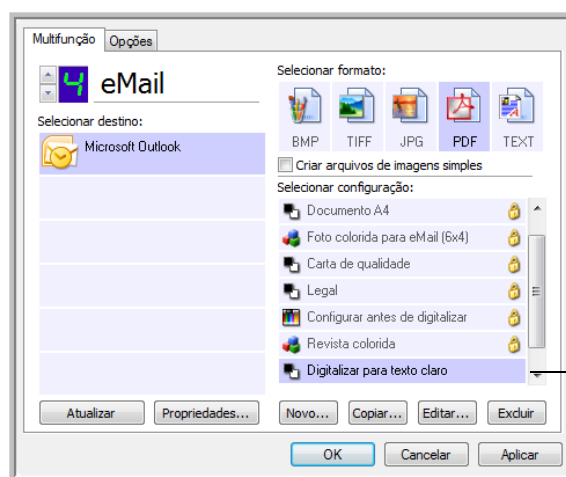 Multifunção Opções
4 eMail
Selecionar destino:
Microsoft Outlook
Selecionar formato:
BMP TIFF JPG PDF TEXT
Criar arquivos de imagens simples
Selecionar configuração:
Documento A4
Foto colorida para eMail (6x4)
Carta de qualidade
Legal
Configurar antes de digitalizar
Revista colorida
Digitalizar para texto claro
Atualizar Propriedades... Novo... Copiar... Editar... Excluir
OK Cancelar Aplicar